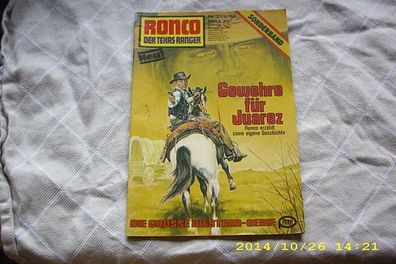 RONCO
DER TEXAS RANGER
Neu!
SONDERBAND
Gewehre
für
Juarez
Ronco erzählt
seine eigene Geschichte
DIE GROSSE WESTERN-SERIE
2014/10/26 14:21